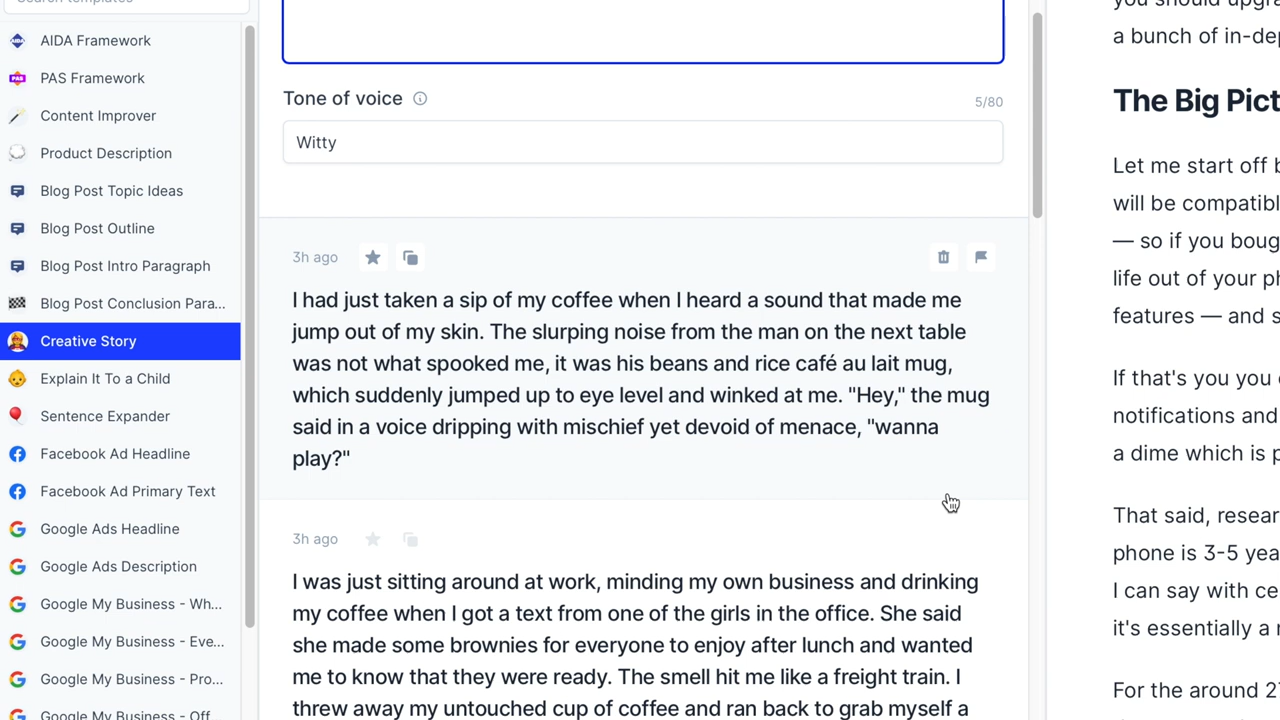 Search templates
AIDA Framework
PAS Framework
Content Improver
Product Description
Blog Post Topic Ideas
Blog Post Outline
Blog Post Intro Paragraph
Blog Post Conclusion Para...
Creative Story
Explain It To a Child
Sentence Expander
Facebook Ad Headline
Facebook Ad Primary Text
Google Ads Headline
Google Ads Description
Google My Business - Wh...
Google My Business - Eve...
Google My Business - Pro...
Google My Business - Off...
Tone of voice
5/80
Witty
3h ago
I had just taken a sip of my coffee when I heard a sound that made me
jump out of my skin. The slurping noise from the man on the next table
was not what spooked me, it was his beans and rice café au lait mug,
which suddenly jumped up to eye level and winked at me. "Hey," the mug
said in a voice dripping with mischief yet devoid of menace, "wanna
play?"
3h ago
I was just sitting around at work, minding my own business and drinking
my coffee when I got a text from one of the girls in the office. She said
she made some brownies for everyone to enjoy after lunch and wanted
me to know that they were ready. The smell hit me like a freight train. I
threw away my untouched cup of coffee and ran back to grab myself a
you should upgra
a bunch of in-dep
The Big Pict
Let me start off b
will be compatibl
— so if you boug
life out of your ph
features — and s
If that's you you
notifications and
a dime which is p
That said, resear
phone is 3-5 yea
I can say with ce
it's essentially a
For the around 2